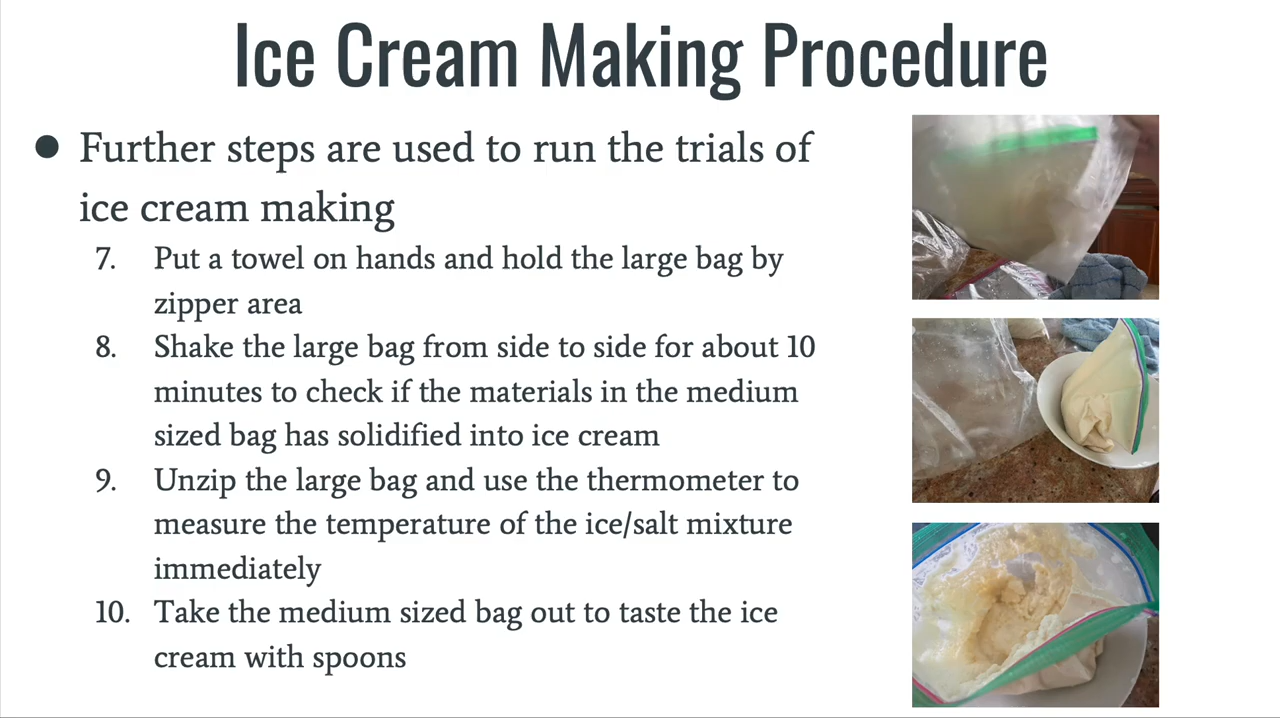 Ice Cream Making Procedure
● Further steps are used to run the trials of
ice cream making
7. Put a towel on hands and hold the large bag by
zipper area
8. Shake the large bag from side to side for about 10
minutes to check if the materials in the medium
sized bag has solidified into ice cream
9. Unzip the large bag and use the thermometer to
measure the temperature of the ice/salt mixture
immediately
10. Take the medium sized bag out to taste the ice
cream with spoons